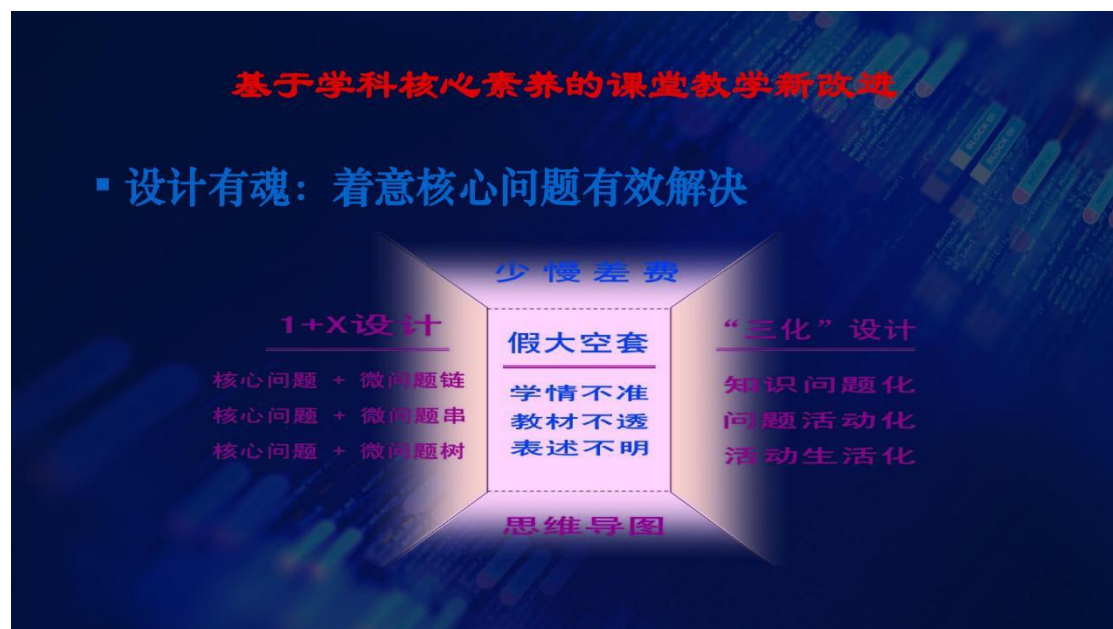 基于学科核心素养的课堂教学新改进
▪ 设计有魂：着意核心问题有效解决
少慢差费
1+X设计
核心问题 + 微问题链
核心问题 + 微问题串
核心问题 + 微问题树
假大空套
学情不准
教材不透
表述不明
“三化”设计
知识问题化
问题活动化
活动生活化
思维导图
BLOCK 01
BLOCK 01